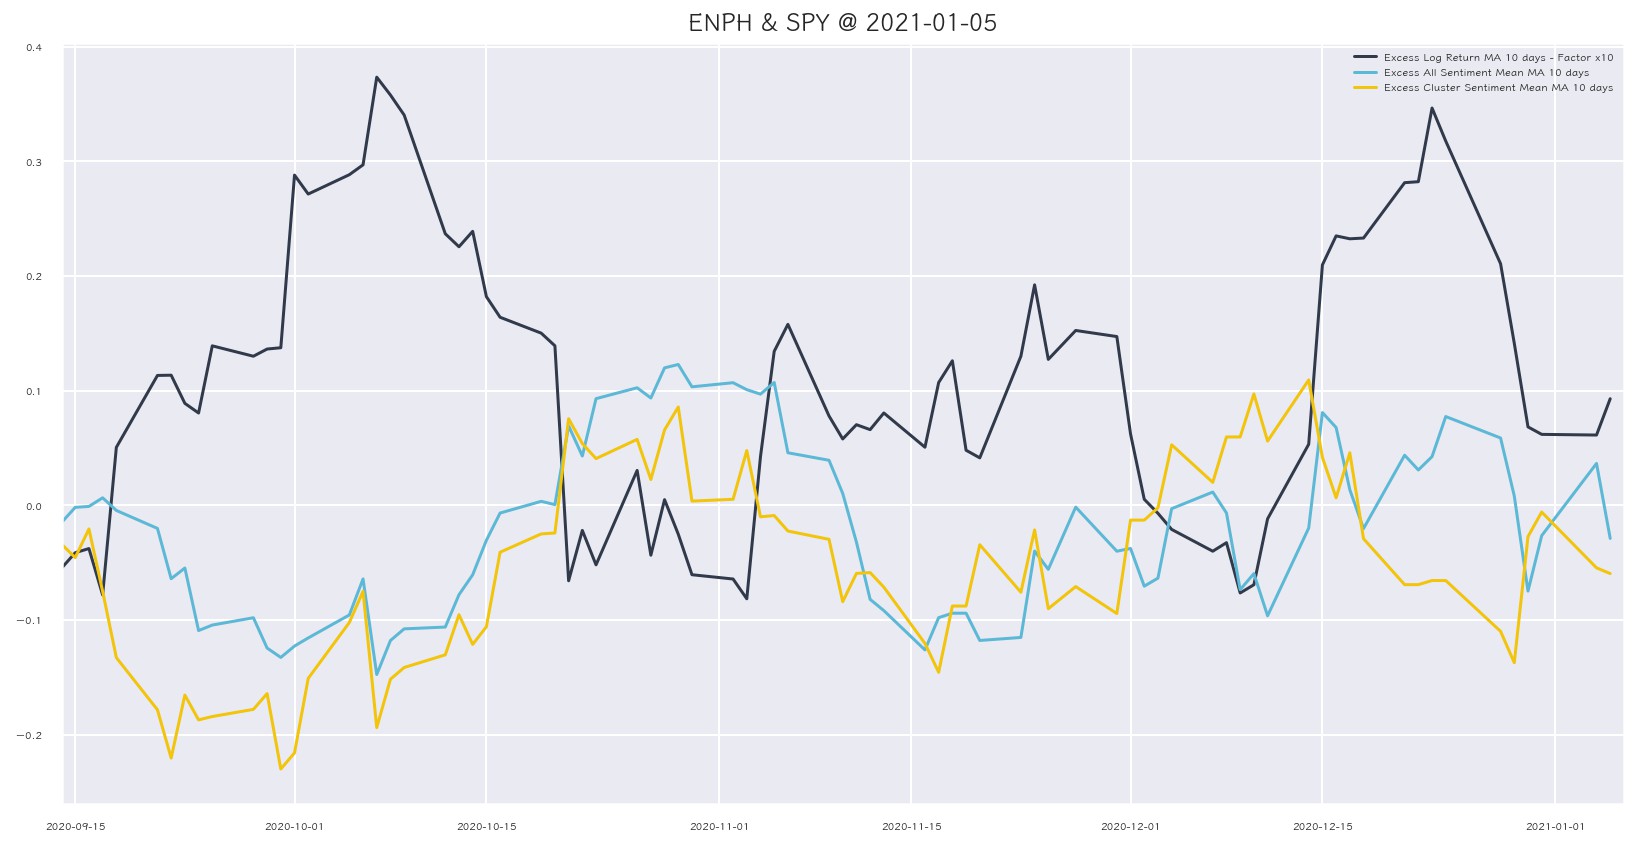 ENPH & SPY @ 2021-01-05
Excess Log Return MA 10 days - Factor x10
Excess All Sentiment Mean MA 10 days
Excess Cluster Sentiment Mean MA 10 days
0.4
0.3
0.2
0.1
0.0
−0.1
−0.2
2020-09-15 2020-10-01 2020-10-15 2020-11-01 2020-11-15 2020-12-01 2020-12-15 2021-01-01